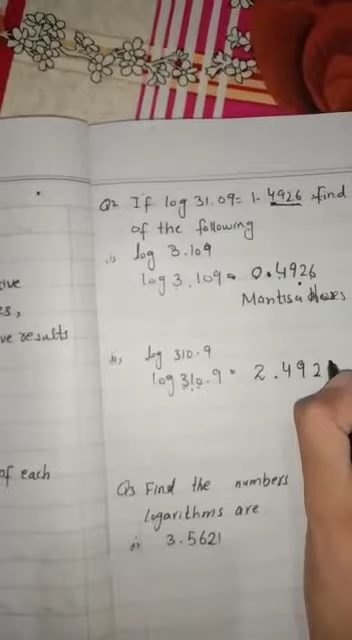 ive
es,
ve results
of each
Q2 If log 31.09 = 1.4926 find
of the following
log 3.109
log 3.109 = 0.4926
log 310.9
log 310.9 = 2.492
Q3 Find the numbers
logarithms are
3.5621